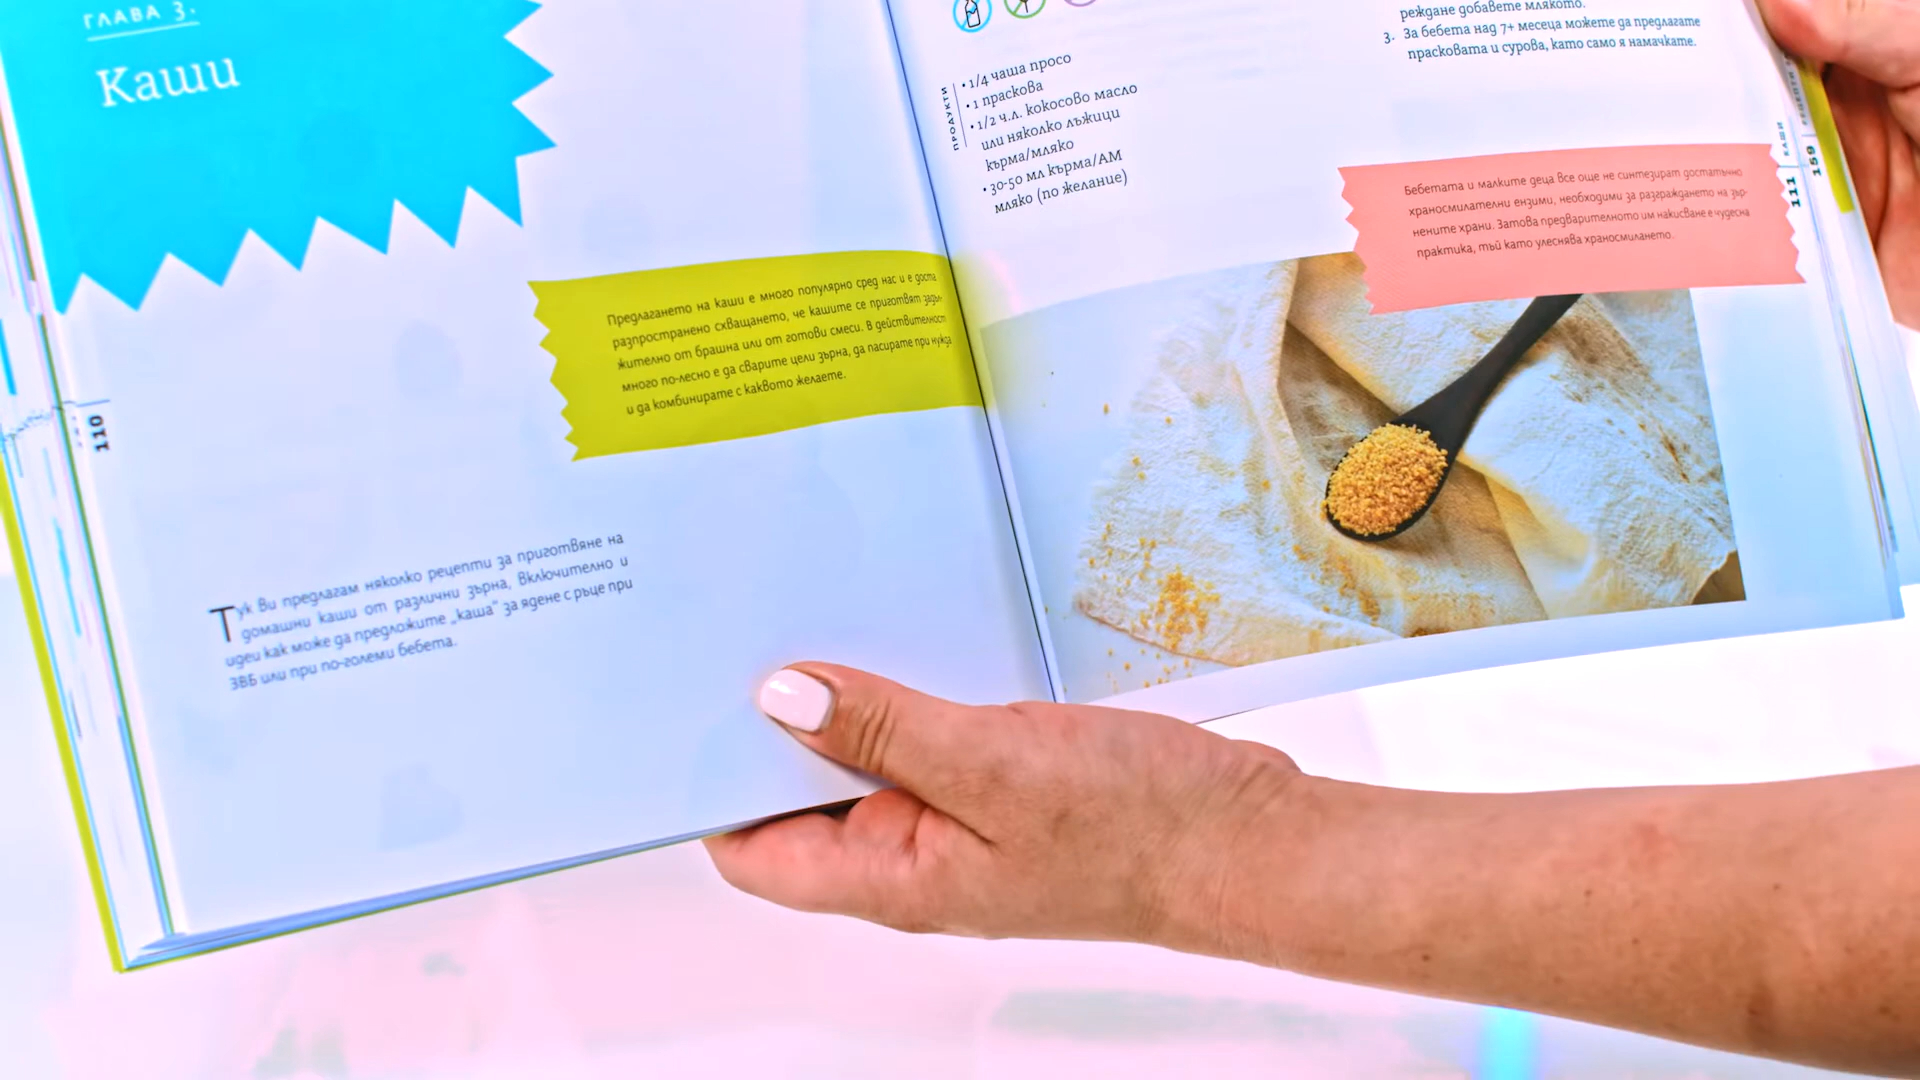 ГЛАВА 3.
Каши
Предлагането на каши е много популярно сред нас и е доста
разпространено схващането, че кашите се приготвят задъл-
жително от брашна или от готови смеси. В действителност
много по-лесно е да сварите цели зърна, да пасирате при нужда
и да комбинирате с каквото желаете.
110
Тук ви предлагам няколко рецепти за приготвяне на
домашни каши от различни зърна, включително и
идеи как може да предложите „каша“ за ядене с ръце при
ЗВБ или при по-големи бебета.
ПРОДУКТИ
• 1/4 чаша просо
• 1 праскова
• 1/2 ч.л. кокосово масло
или няколко лъжици
кърма/мляко
• 30-50 мл кърма/АМ
мляко (по желание)
реждане добавете млякото.
3. За бебета над 7+ месеца можете да предлагате
прасковата и сурова, като само я намачкате.
Бебетата и малките деца все още не синтезират достатъчно
храносмилателни ензими, необходими за разграждането на зър-
нените храни. Затова предварителното им накисване е чудесна
практика, тъй като улеснява храносмилането.
111 КАШИ
159 РЕЦЕПТИ